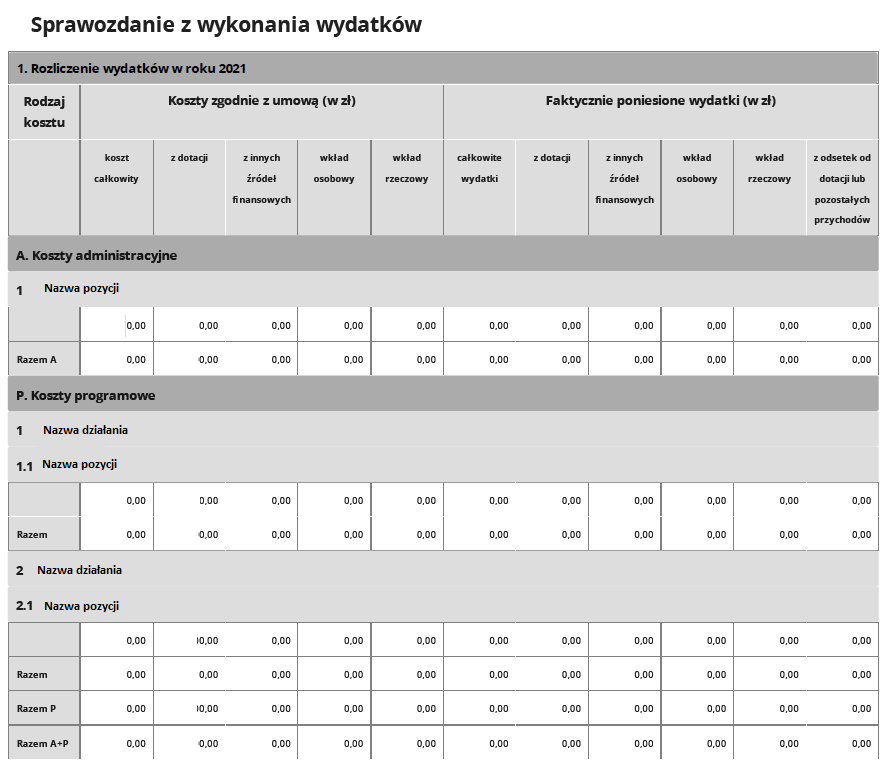 Sprawozdanie z wykonania wydatków
1. Rozliczenie wydatków w roku 2021
Rodzaj kosztu Koszty zgodnie z umową (w zł) Faktycznie poniesione wydatki (w zł)
koszt całkowity z dotacji z innych źródeł finansowych wkład osobowy wkład rzeczowy całkowite wydatki z dotacji z innych źródeł finansowych wkład osobowy wkład rzeczowy z odsetek od dotacji lub pozostałych przychodów
A. Koszty administracyjne
1 Nazwa pozycji
0,00 0,00 0,00 0,00 0,00 0,00 0,00 0,00 0,00 0,00 0,00
Razem A 0,00 0,00 0,00 0,00 0,00 0,00 0,00 0,00 0,00 0,00 0,00
P. Koszty programowe
1 Nazwa działania
1.1 Nazwa pozycji
0,00 0,00 0,00 0,00 0,00 0,00 0,00 0,00 0,00 0,00 0,00
Razem 0,00 0,00 0,00 0,00 0,00 0,00 0,00 0,00 0,00 0,00 0,00
2 Nazwa działania
2.1 Nazwa pozycji
0,00 00,00 0,00 0,00 0,00 0,00 0,00 0,00 0,00 0,00 0,00
Razem 0,00 0,00 0,00 0,00 0,00 0,00 0,00 0,00 0,00 0,00 0,00
Razem P 0,00 00,00 0,00 0,00 0,00 0,00 0,00 0,00 0,00 0,00 0,00
Razem A+P 0,00 0,00 0,00 0,00 0,00 0,00 0,00 0,00 0,00 0,00 0,00